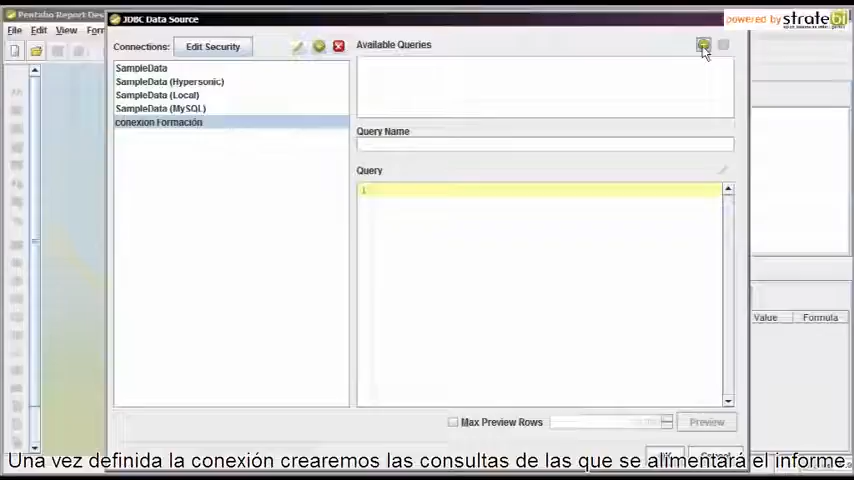 Pentaho Report Des
JDBC Data Source
powered by stratebi
File Edit View Form
Connections: Edit Security
Available Queries
SampleData
SampleData (Hypersonic)
SampleData (Local)
SampleData (MySQL)
conexion Formación
Query Name
Query
1
Value Formula
Max Preview Rows
Preview
Una vez definida la conexión crearemos las consultas de las que se alimentará el informe.